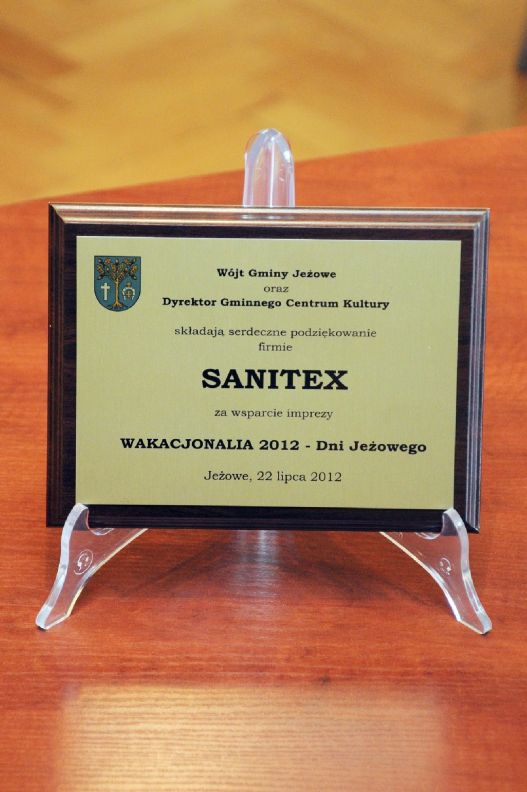 Wójt Gminy Jeżowe
oraz
Dyrektor Gminnego Centrum Kultury
składają serdeczne podziękowanie
firmie
SANITEX
za wsparcie imprezy
WAKACJONALIA 2012 - Dni Jeżowego
Jeżowe, 22 lipca 2012